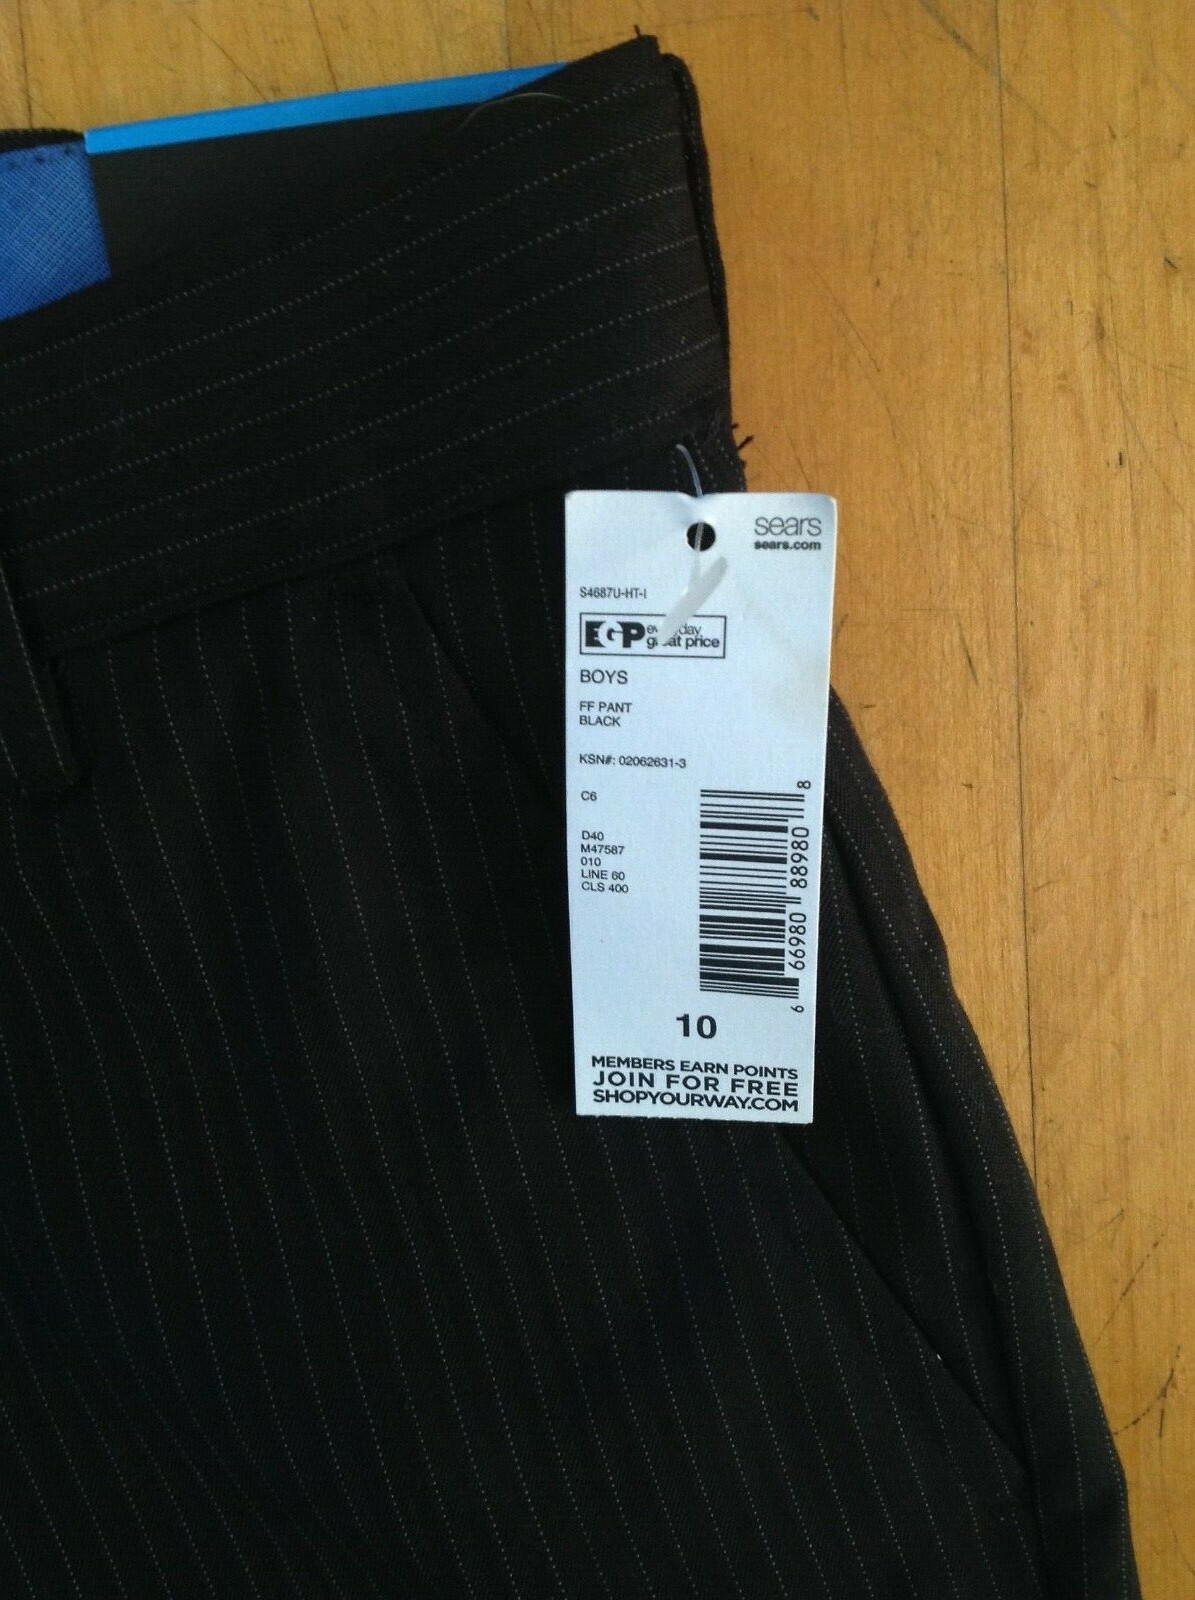 sears
sears.com
S4687U-HT-I
EGP
great price
BOYS
FF PANT
BLACK
KSN#: 02062631-3
C6
D40
M47587
010
LINE 60
CLS 400
6 66980 88980 8
10
MEMBERS EARN POINTS
JOIN FOR FREE
SHOPYOURWAY.COM